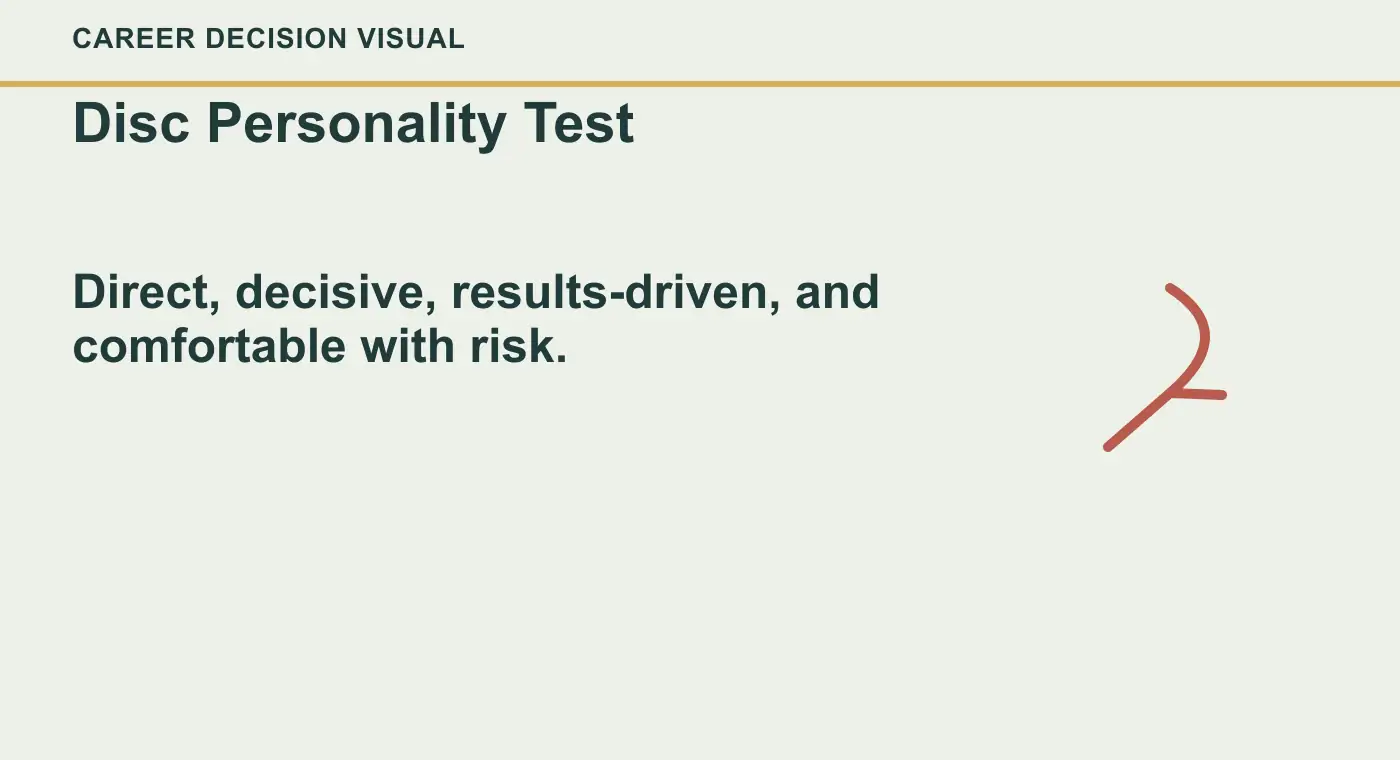 CAREER DECISION VISUAL
Disc Personality Test
Direct, decisive, results-driven, and
comfortable with risk.